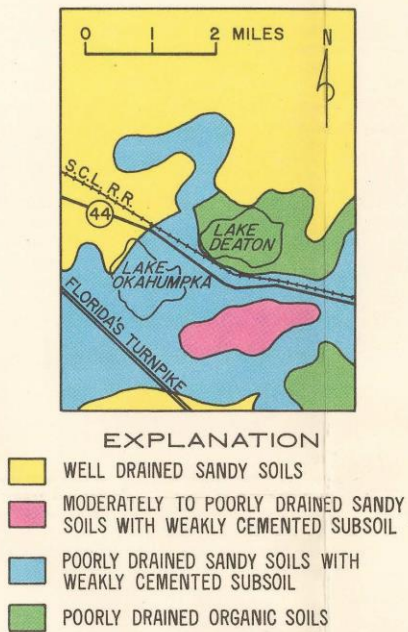 0 1 2 MILES N
S.C.L. R.R.
44
LAKE
DEATON
LAKE
OKAHUMPKA
FLORIDA'S TURNPIKE
EXPLANATION
WELL DRAINED SANDY SOILS
MODERATELY TO POORLY DRAINED SANDY
SOILS WITH WEAKLY CEMENTED SUBSOIL
POORLY DRAINED SANDY SOILS WITH
WEAKLY CEMENTED SUBSOIL
POORLY DRAINED ORGANIC SOILS